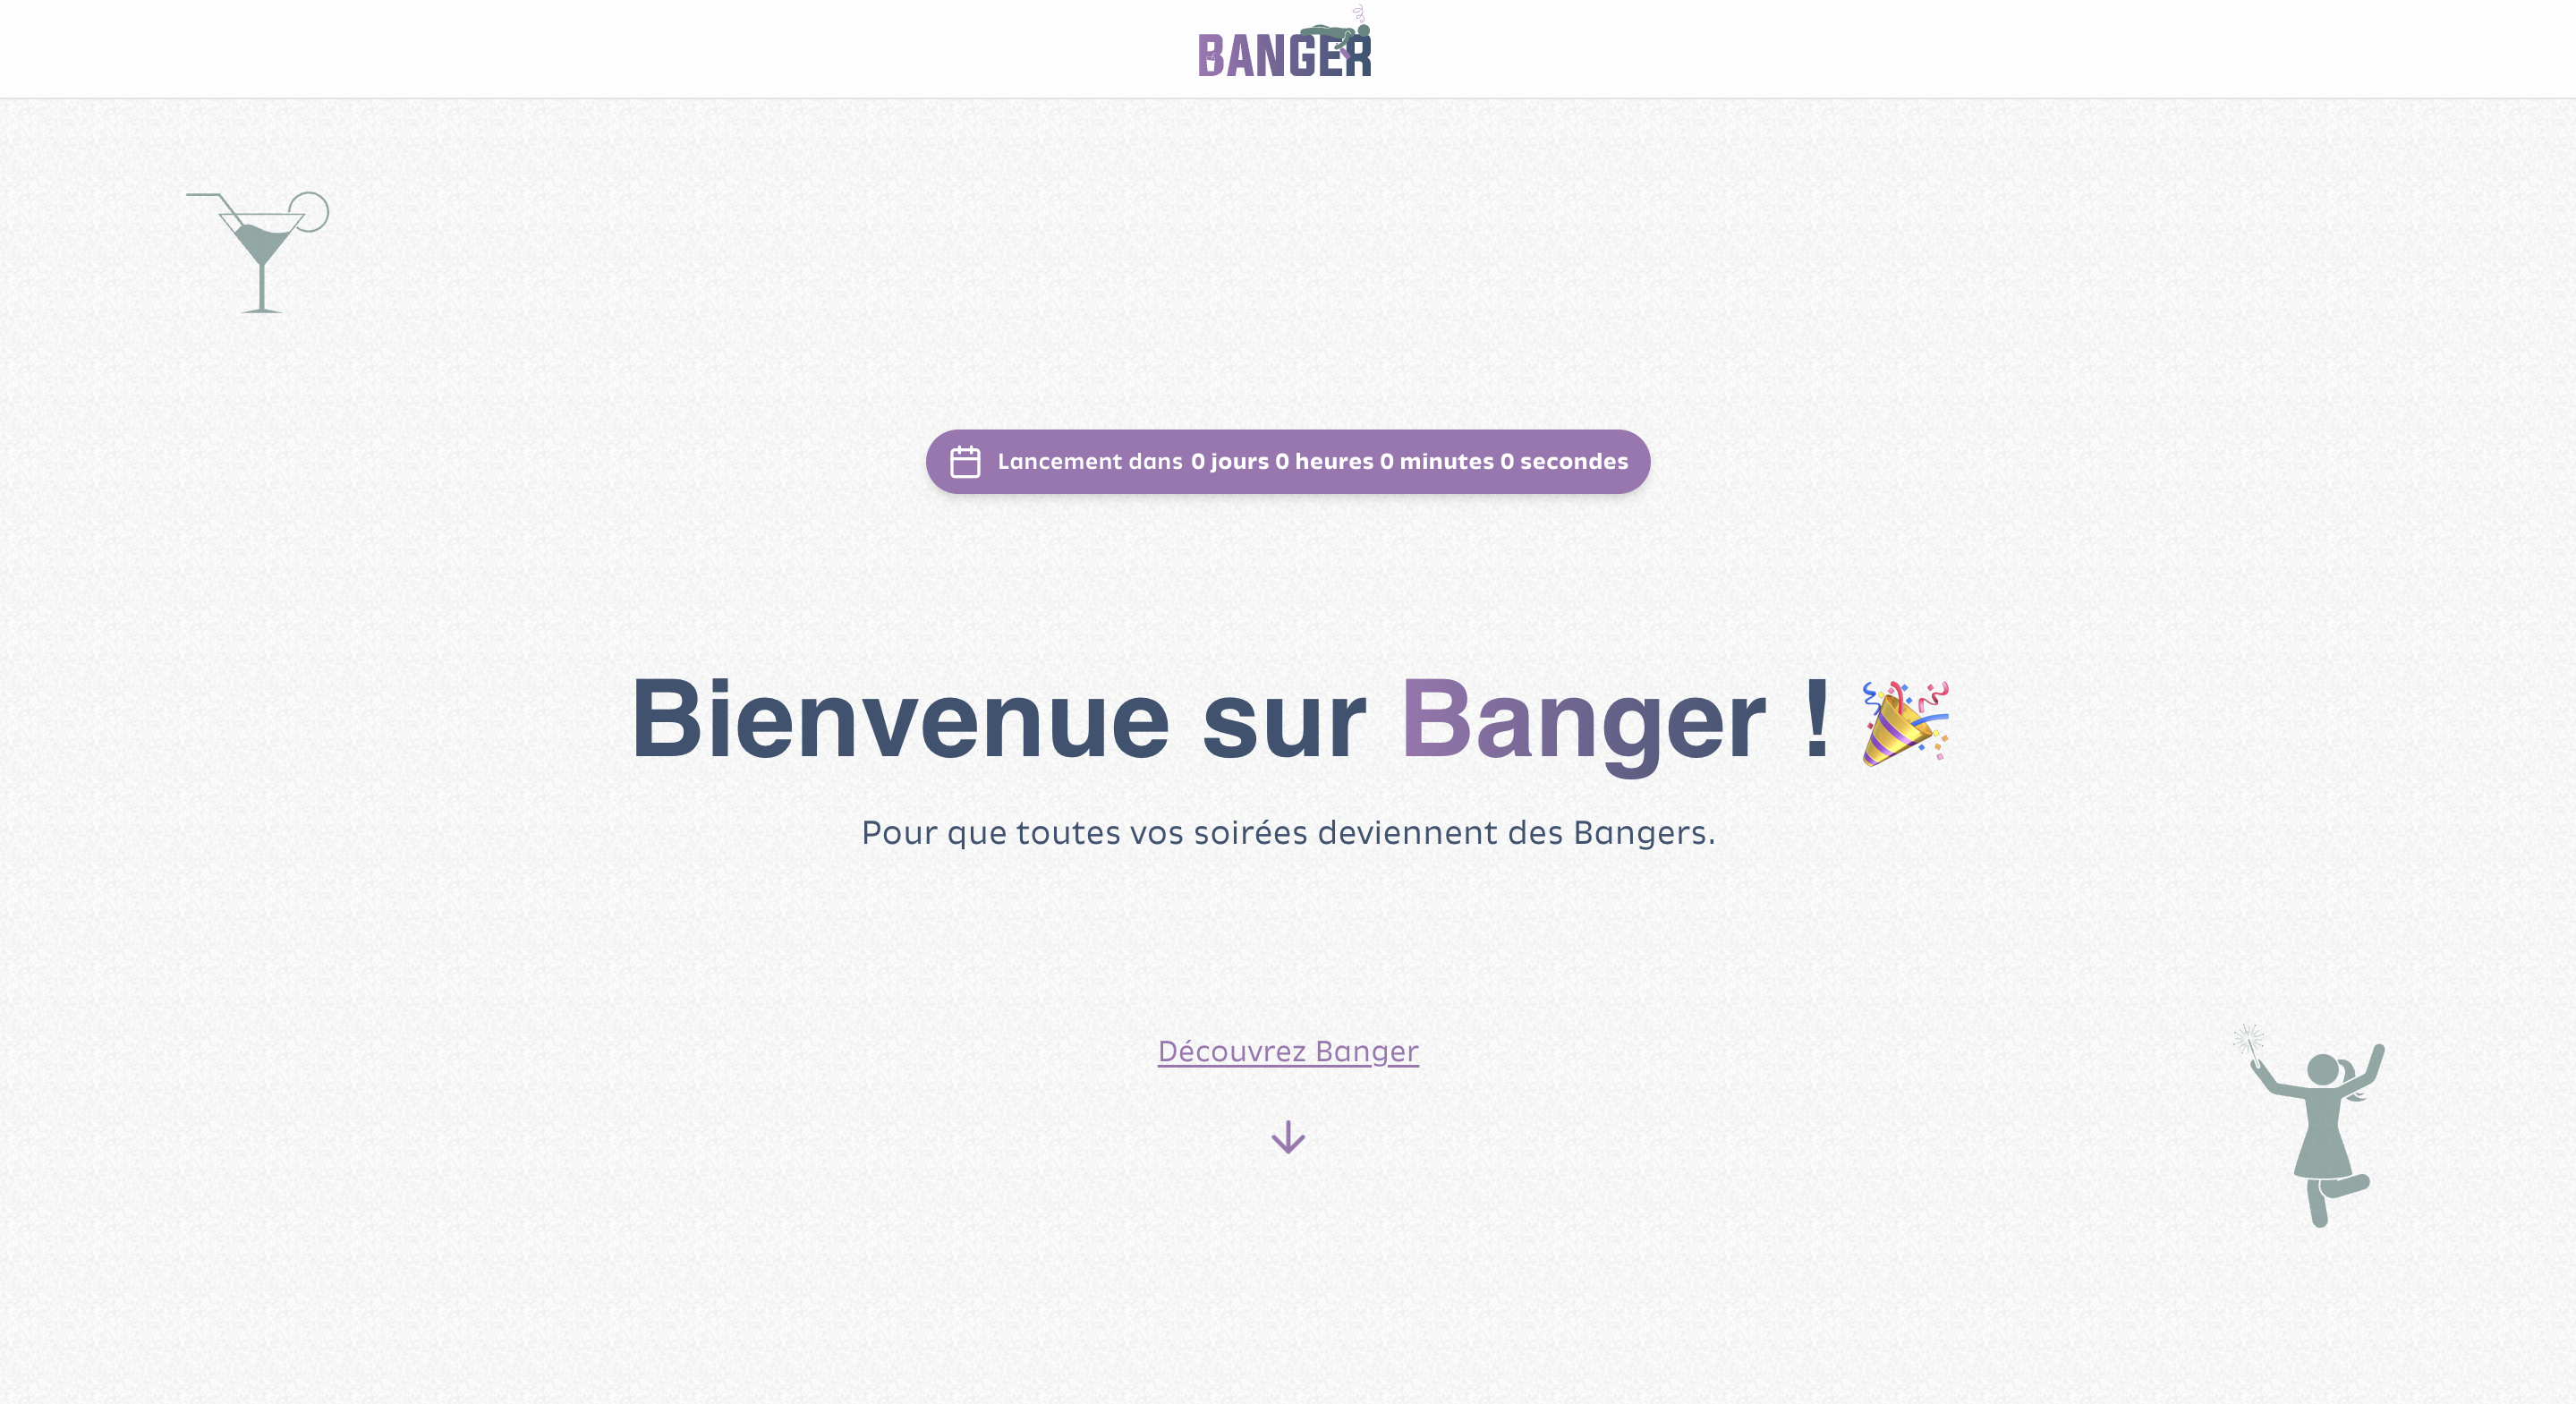 BANGER
Lancement dans 0 jours 0 heures 0 minutes 0 secondes
Bienvenue sur Banger ! 🎉
Pour que toutes vos soirées deviennent des Bangers.
Découvrez Banger